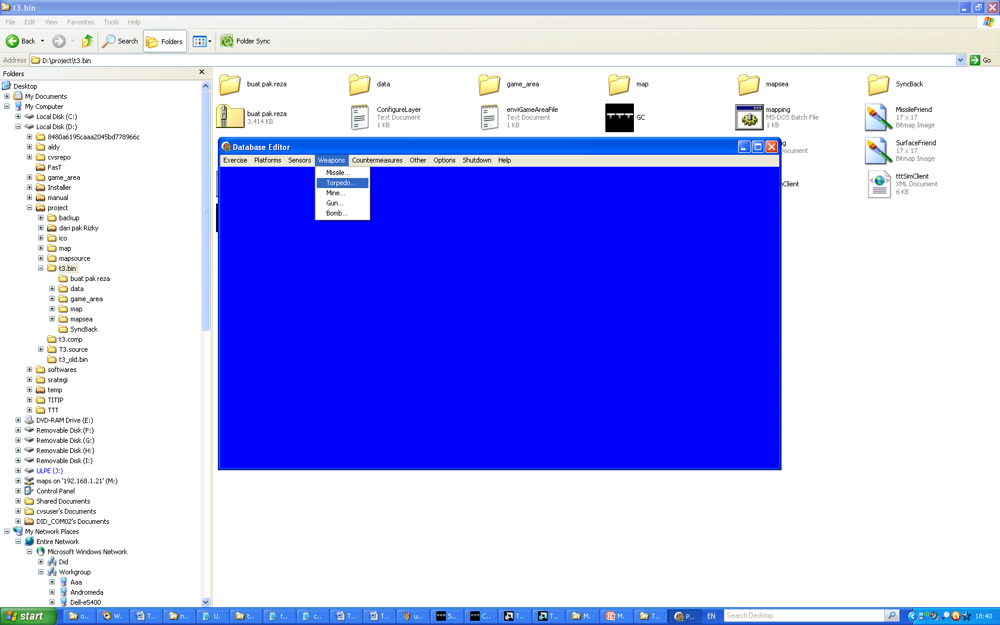 t3.bin
File Edit View Favorites Tools Help
Back Search Folders Folder Sync
Address D:\project\t3.bin Go
Folders
Desktop
My Documents
My Computer
Local Disk (C:)
Local Disk (D:)
8480a6195caaa2045bd778966c
aldy
cvsrepo
FasT
game_area
Installer
manual
project
backup
dari pak Rizky
ico
map
mapsource
t3.bin
buat pak reza
data
game_area
map
mapsea
SyncBack
t3.comp
T3.source
t3_old.bin
softwares
srategi
temp
TITIP
TTT
DVD-RAM Drive (E:)
Removable Disk (F:)
Removable Disk (G:)
Removable Disk (H:)
Removable Disk (I:)
ULPE (J:)
maps on '192.168.1.21' (M:)
Control Panel
Shared Documents
cvsuser's Documents
DID_COM02's Documents
My Network Places
Entire Network
Microsoft Windows Network
Did
Workgroup
Aaa
Andromeda
Dell-e5400
buat pak reza
data
game_area
map
mapsea
SyncBack
buat pak reza
3.414 KB
ConfigureLayer
Text Document
1 KB
enviGameAreaFile
Text Document
1 KB
TTT
GC
mapping
MS-DOS Batch File
1 KB
MissileFriend
17 x 17
Bitmap Image
SurfaceFriend
17 x 17
Bitmap Image
tttSimClient
XML Document
6 KB
Database Editor
Exercise Platforms Sensors Weapons Countermeasures Other Options Shutdown Help
Missile...
Torpedo...
Mine...
Gun...
Bomb...
start o.. W.. T.. n.. U.. t.. t.. c.. T.. T.. u.. S.. C.. T.. T.. M.. M.. T.. P.. EN Search Desktop 18:40